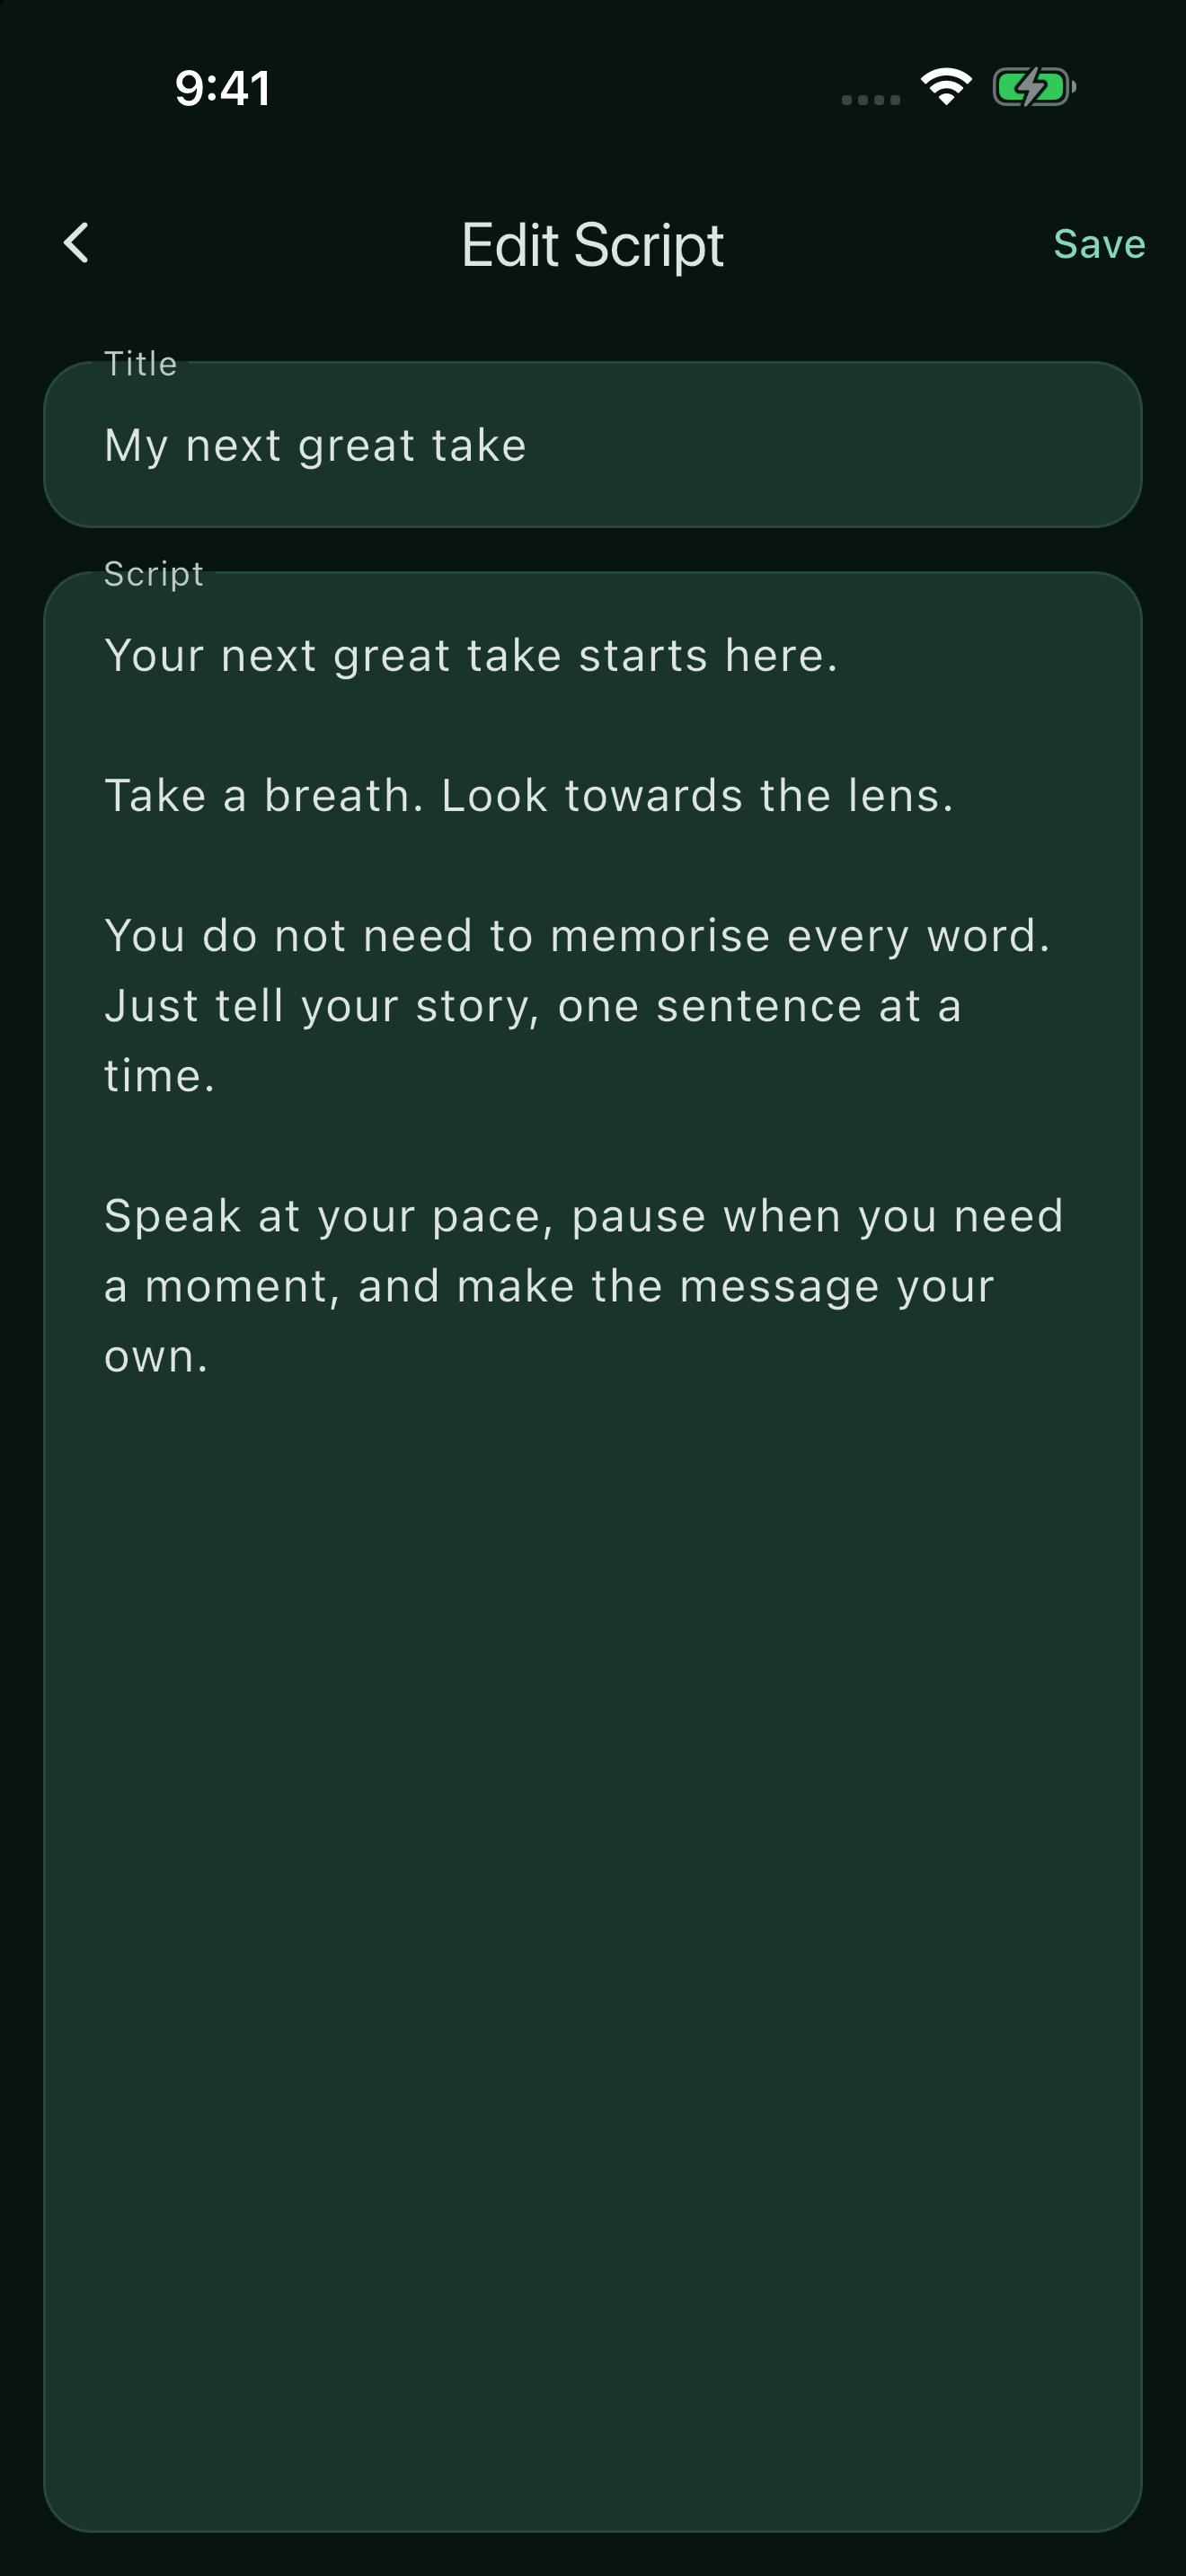 9:41
Edit Script
Save
Title
My next great take
Script
Your next great take starts here.
Take a breath. Look towards the lens.
You do not need to memorise every word.
Just tell your story, one sentence at a
time.
Speak at your pace, pause when you need
a moment, and make the message your
own.